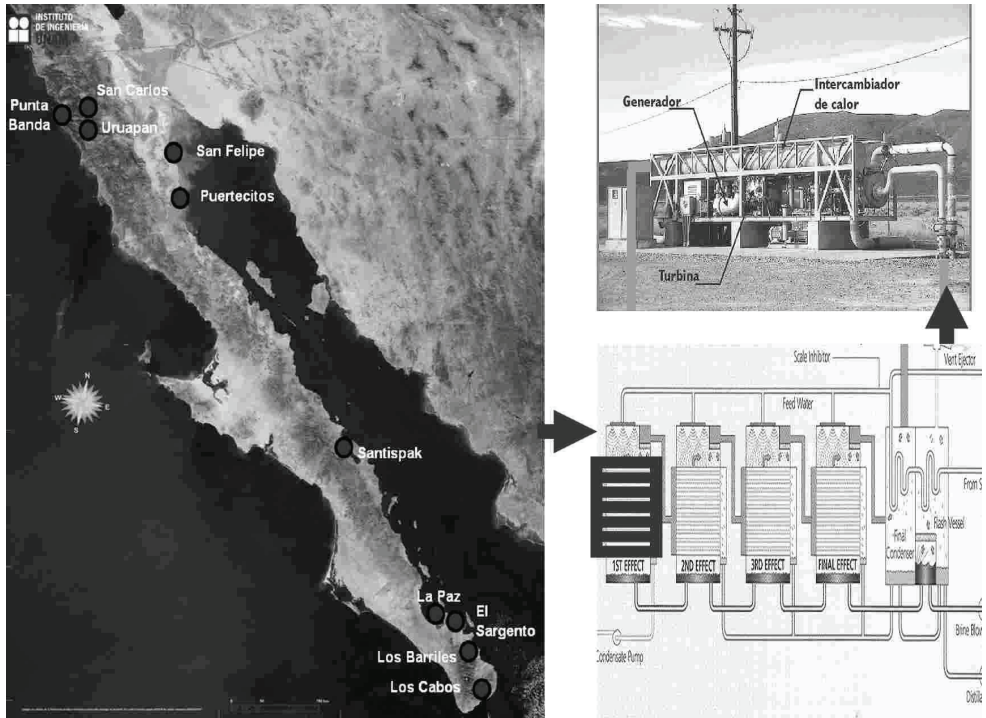 INSTITUTO
DE INGENIERÍA
UNAM
San Carlos
Punta
Banda
Uruapan
San Felipe
Puertecitos
N
W
E
S
Santispak
La Paz
El
Sargento
Los Barriles
Los Cabos
Generador
Intercambiador
de calor
Turbina
Scale Inhibitor
Vent Ejector
Feed Water
From S
Flash Vessel
Final
Condenser
1ST EFFECT
2ND EFFECT
3RD EFFECT
FINAL EFFECT
Condensate Pump
Brine Blow
Distila